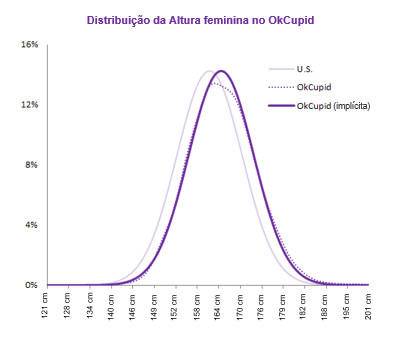 Distribuição da Altura feminina no OkCupid
16%
12%
8%
4%
0%
U.S.
OkCupid
OkCupid (implícita)
121 cm
128 cm
134 cm
140 cm
146 cm
149 cm
152 cm
158 cm
164 cm
170 cm
176 cm
179 cm
182 cm
188 cm
195 cm
201 cm